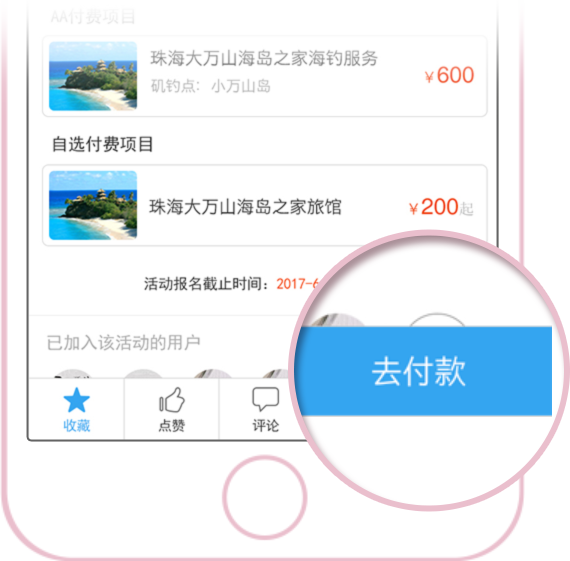 AA付费项目
珠海大万山海岛之家海钓服务
矶钓点: 小万山岛
¥600
自选付费项目
珠海大万山海岛之家旅馆
¥200起
活动报名截止时间: 2017-6
已加入该活动的用户
去付款
收藏
点赞
评论